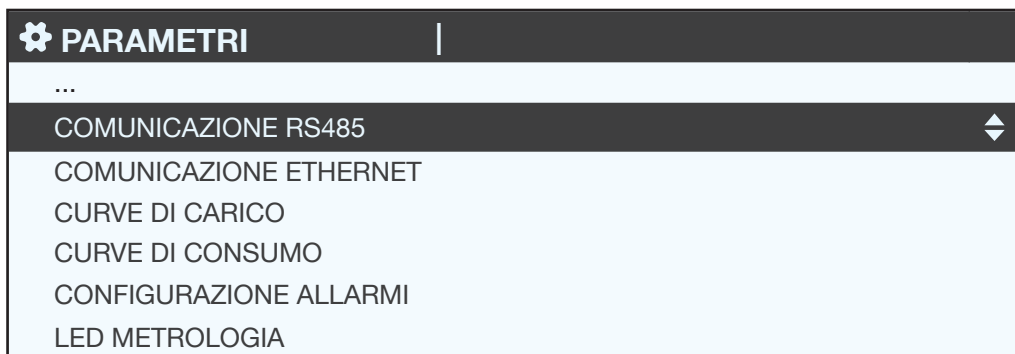 PARAMETRI
...
COMUNICAZIONE RS485
COMUNICAZIONE ETHERNET
CURVE DI CARICO
CURVE DI CONSUMO
CONFIGURAZIONE ALLARMI
LED METROLOGIA